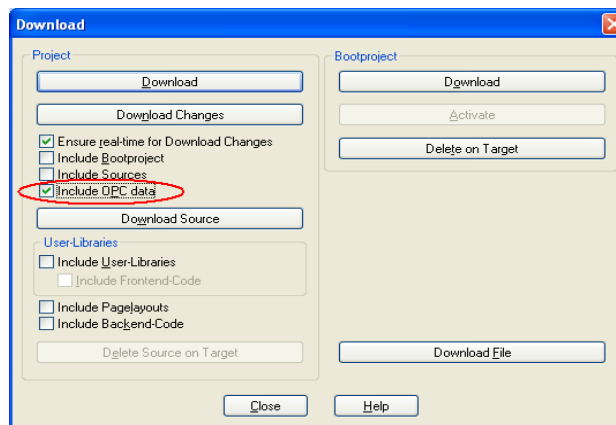 Download
Project
Download
Download Changes
Ensure real-time for Download Changes
Include Bootproject
Include Sources
Include OPC data
Download Source
User-Libraries
Include User-Libraries
Include Frontend-Code
Include Pagelayouts
Include Backend-Code
Delete Source on Target
Bootproject
Download
Activate
Delete on Target
Download File
Close
Help